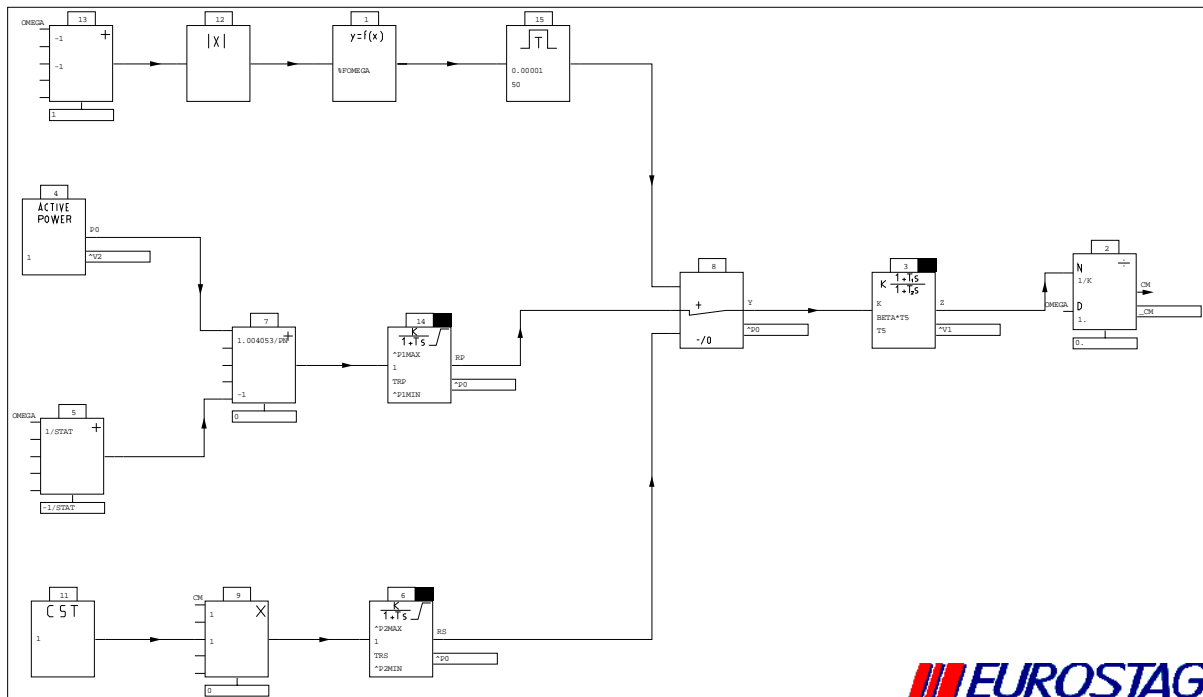 13
OMEGA
-1
+
-1
1
12
|X|
1
y=f(x)
%FOMEGA
15
T
0.00001
50
4
ACTIVE
POWER
1
P0
^V2
7
1.004053/PN
+
-1
0
5
OMEGA
1/STAT
+
-1/STAT
14
K
1+Ts
^P1MAX
1
TRP
^P1MIN
RP
^P0
8
+
-/0
Y
^P0
3
K 1+T₁s
1+T₂s
K
BETA*T5
T5
Z
^V1
2
N
÷
1/K
OMEGA
D
1.
0.
CM
_CM
11
CST
1
9
CM
1
X
1
0
6
K
1+Ts
^P2MAX
1
TRS
^P2MIN
RS
^P0
EUROSTAG